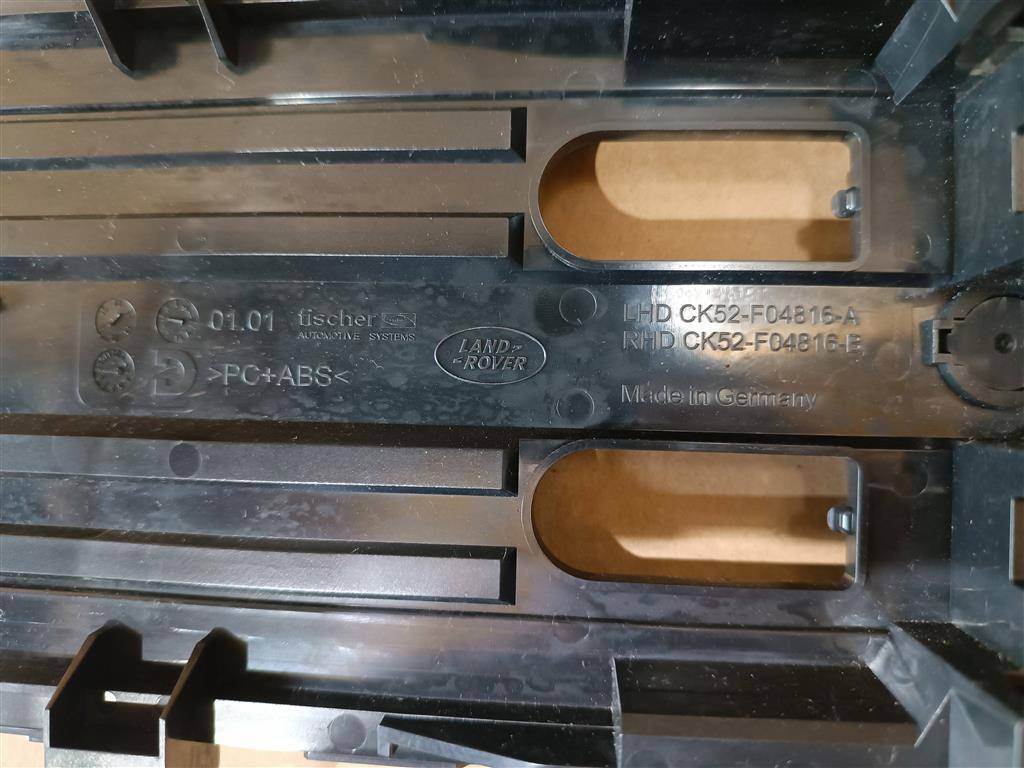 01.01
fischer
AUTOMOTIVE SYSTEMS
>PC+ABS<
LAND-
-ROVER
LHD CK52-F04816-A
RHD CK52-F04816-B
Made in Germany